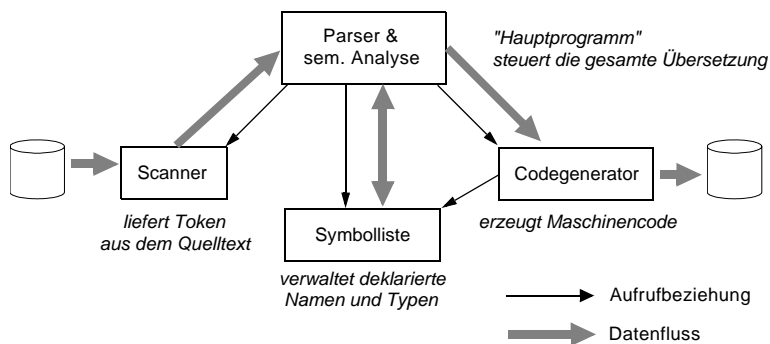 Parser &
sem. Analyse
"Hauptprogramm"
steuert die gesamte Übersetzung
Scanner
Codegenerator
liefert Token
aus dem Quelltext
Symbolliste
erzeugt Maschinencode
verwaltet deklarierte
Namen und Typen
Aufrufbeziehung
Datenfluss